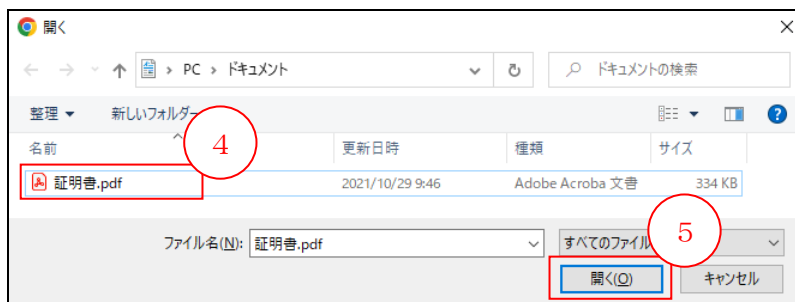 開く
PC › ドキュメント
ドキュメントの検索
整理 新しいフォルダー
名前 更新日時 種類 サイズ
4
証明書.pdf 2021/10/29 9:46 Adobe Acroba 文書 334 KB
ファイル名(N): 証明書.pdf すべてのファイル
5
開く(O) キャンセル